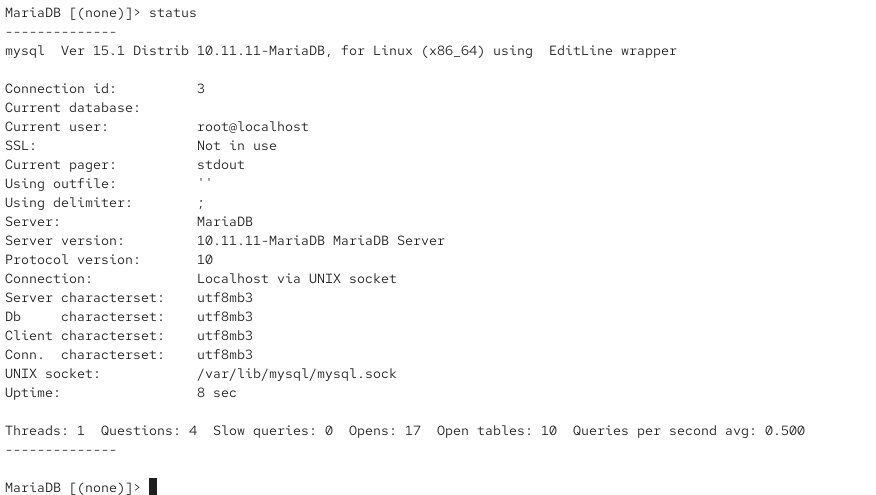 MariaDB [(none)]> status
--------------
mysql  Ver 15.1 Distrib 10.11.11-MariaDB, for Linux (x86_64) using  EditLine wrapper

Connection id:          3
Current database:
Current user:           root@localhost
SSL:                    Not in use
Current pager:          stdout
Using outfile:          ''
Using delimiter:        ;
Server:                 MariaDB
Server version:         10.11.11-MariaDB MariaDB Server
Protocol version:       10
Connection:             Localhost via UNIX socket
Server characterset:    utf8mb3
Db     characterset:    utf8mb3
Client characterset:    utf8mb3
Conn.  characterset:    utf8mb3
UNIX socket:            /var/lib/mysql/mysql.sock
Uptime:                 8 sec

Threads: 1  Questions: 4  Slow queries: 0  Opens: 17  Open tables: 10  Queries per second avg: 0.500
--------------

MariaDB [(none)]>